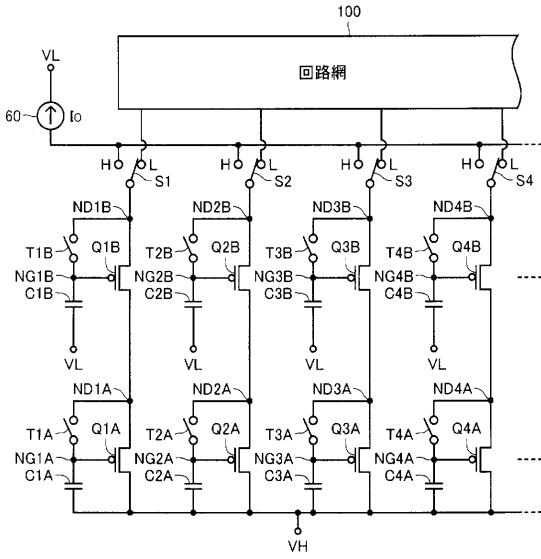 100
VL
回路網
60
IO
H L H L H L H L
S1 S2 S3 S4
ND1B ND2B ND3B ND4B
T1B Q1B T2B Q2B T3B Q3B T4B Q4B
NG1B NG2B NG3B NG4B
C1B C2B C3B C4B
VL VL VL VL
ND1A ND2A ND3A ND4A
T1A Q1A T2A Q2A T3A Q3A T4A Q4A
NG1A NG2A NG3A NG4A
C1A C2A C3A C4A
VH